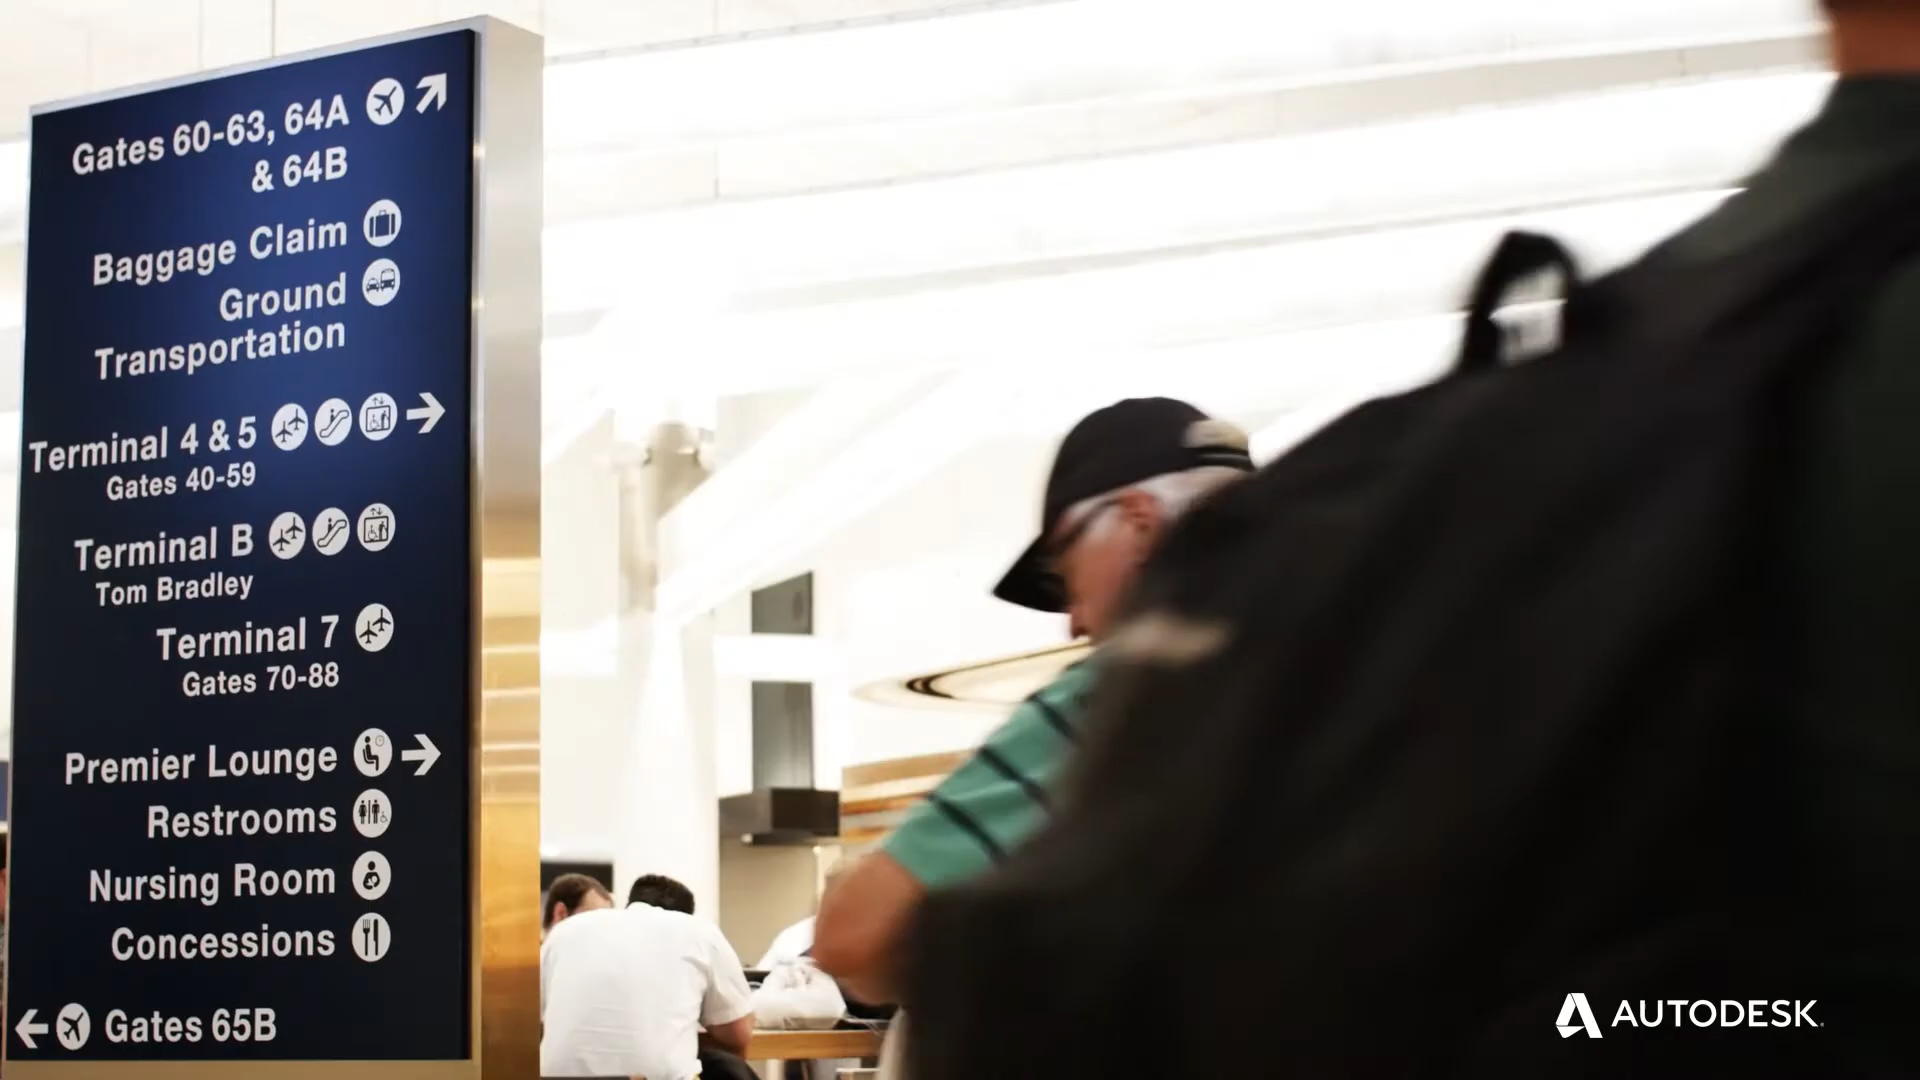 Gates 60-63, 64A
& 64B
Baggage Claim
Ground
Transportation
Terminal 4 & 5
Gates 40-59
Terminal B
Tom Bradley
Terminal 7
Gates 70-88
Premier Lounge
Restrooms
Nursing Room
Concessions
Gates 65B
AUTODESK